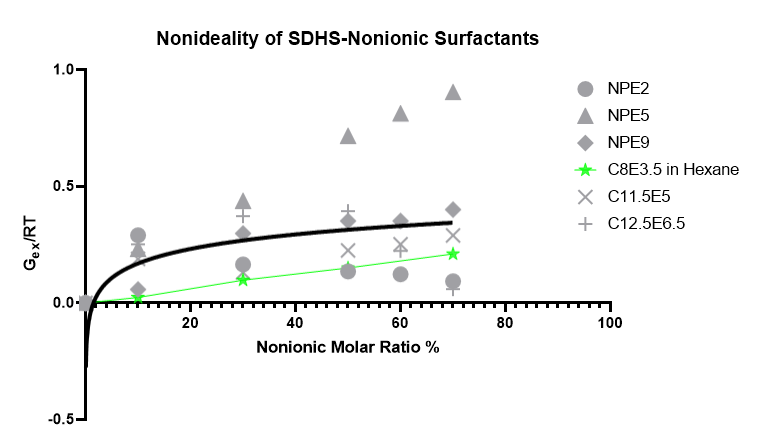 Nonideality of SDHS-Nonionic Surfactants
1.0
0.5
0.0
-0.5
Gex/RT
20 40 60 80 100
Nonionic Molar Ratio %
NPE2
NPE5
NPE9
C8E3.5 in Hexane
C11.5E5
C12.5E6.5